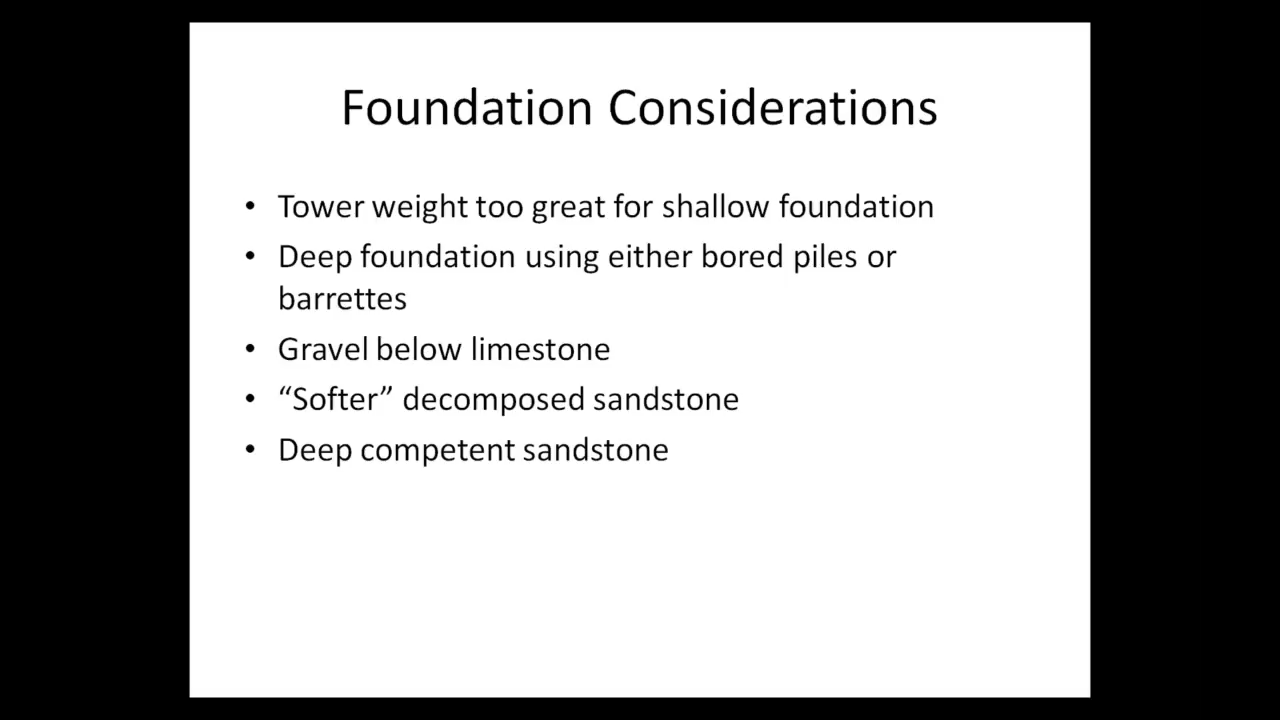 Foundation Considerations
• Tower weight too great for shallow foundation
• Deep foundation using either bored piles or
barrettes
• Gravel below limestone
• “Softer” decomposed sandstone
• Deep competent sandstone